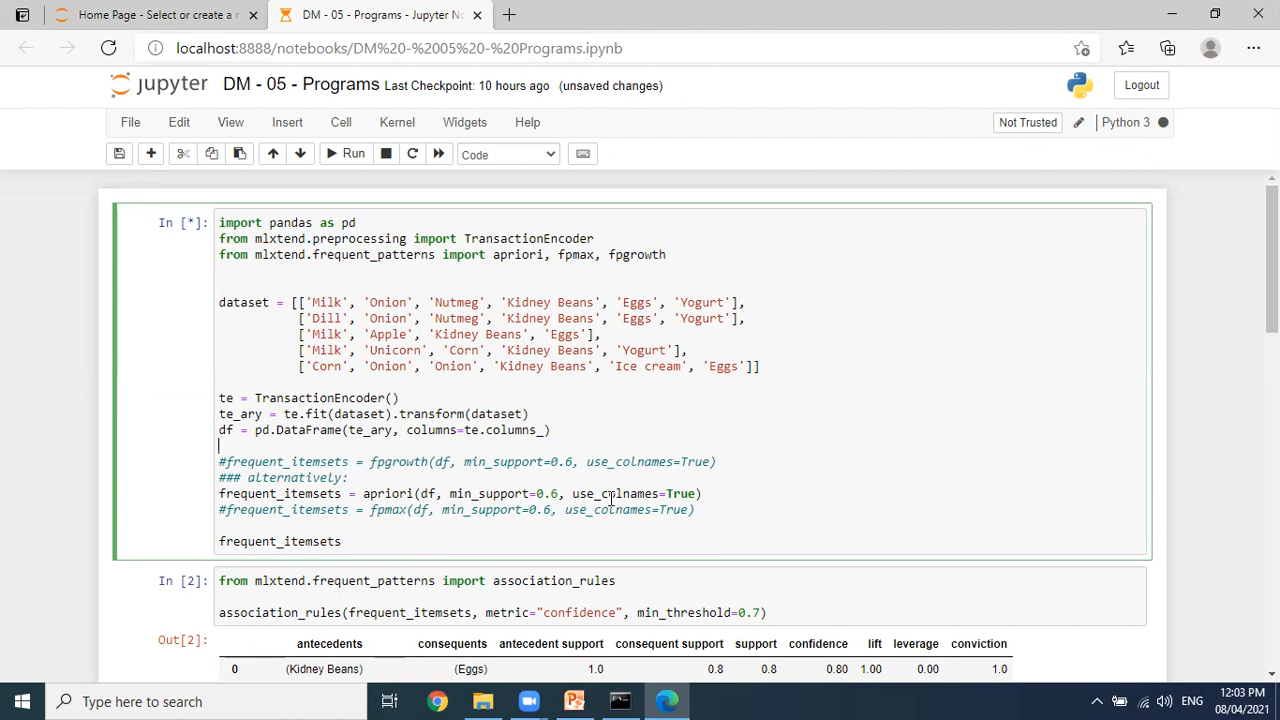 Home Page - Select or create a n
DM - 05 - Programs - Jupyter No
localhost:8888/notebooks/DM%20-%2005%20-%20Programs.ipynb
jupyter DM - 05 - Programs Last Checkpoint: 10 hours ago (unsaved changes)
Logout
File Edit View Insert Cell Kernel Widgets Help
Not Trusted
Python 3
Run
Code
In [*]:
import pandas as pd
from mlxtend.preprocessing import TransactionEncoder
from mlxtend.frequent_patterns import apriori, fpmax, fpgrowth
dataset = [['Milk', 'Onion', 'Nutmeg', 'Kidney Beans', 'Eggs', 'Yogurt'],
['Dill', 'Onion', 'Nutmeg', 'Kidney Beans', 'Eggs', 'Yogurt'],
['Milk', 'Apple', 'Kidney Beans', 'Eggs'],
['Milk', 'Unicorn', 'Corn', 'Kidney Beans', 'Yogurt'],
['Corn', 'Onion', 'Onion', 'Kidney Beans', 'Ice cream', 'Eggs']]
te = TransactionEncoder()
te_ary = te.fit(dataset).transform(dataset)
df = pd.DataFrame(te_ary, columns=te.columns_)
#frequent_itemsets = fpgrowth(df, min_support=0.6, use_colnames=True)
### alternatively:
frequent_itemsets = apriori(df, min_support=0.6, use_colnames=True)
#frequent_itemsets = fpmax(df, min_support=0.6, use_colnames=True)
frequent_itemsets
In [2]:
from mlxtend.frequent_patterns import association_rules
association_rules(frequent_itemsets, metric="confidence", min_threshold=0.7)
Out[2]:
antecedents consequents antecedent support consequent support support confidence lift leverage conviction
0 (Kidney Beans) (Eggs) 1.0 0.8 0.8 0.80 1.00 0.00 1.0
Type here to search
ENG
12:03 PM
08/04/2021